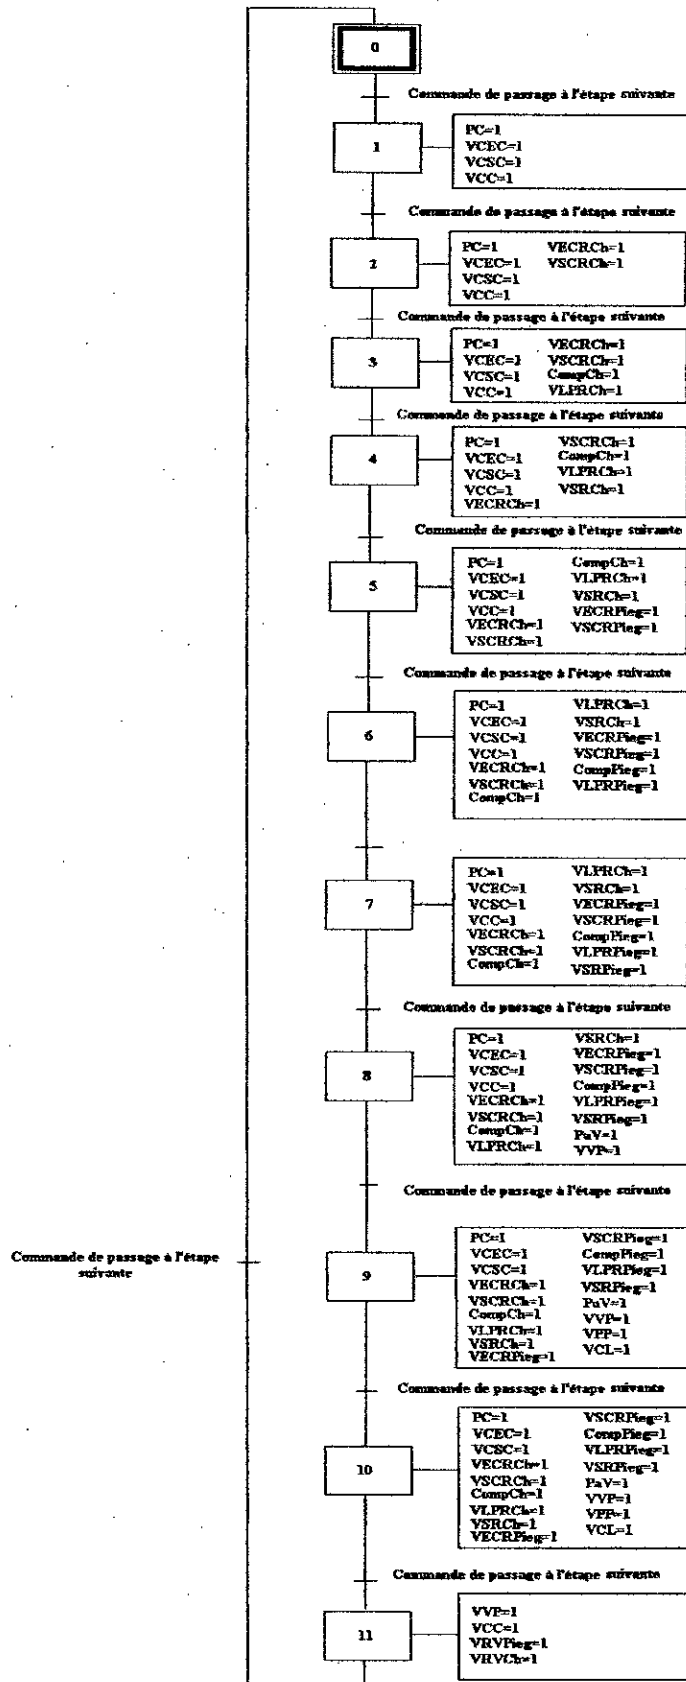 0
Commande de passage à l'étape suivante
1
PC=1
VCEC=1
VCSC=1
VCC=1
Commande de passage à l'étape suivante
2
PC=1 VECRCh=1
VCEC=1 VSCRCh=1
VCSC=1
VCC=1
Commande de passage à l'étape suivante
3
PC=1 VECRCh=1
VCEC=1 VSCRCh=1
VCSC=1 CompCh=1
VCC=1 VLPRCh=1
Commande de passage à l'étape suivante
4
PC=1 VSCRCh=1
VCEC=1 CompCh=1
VCSC=1 VLPRCh=1
VCC=1 VSRCh=1
VECRCh=1
Commande de passage à l'étape suivante
5
PC=1 CompCh=1
VCEC=1 VLPRCh=1
VCSC=1 VSRCh=1
VCC=1 VECRPieg=1
VECRCh=1 VSCRPieg=1
VSCRCh=1
Commande de passage à l'étape suivante
6
PC=1 VLPRCh=1
VCEC=1 VSRCh=1
VCSC=1 VECRPieg=1
VCC=1 VSCRPieg=1
VECRCh=1 CompPieg=1
VSCRCh=1 VLPRPieg=1
CompCh=1
7
PC=1 VLPRCh=1
VCEC=1 VSRCh=1
VCSC=1 VECRPieg=1
VCC=1 VSCRPieg=1
VECRCh=1 CompPieg=1
VSCRCh=1 VLPRPieg=1
CompCh=1 VSRPieg=1
Commande de passage à l'étape suivante
8
PC=1 VSRCh=1
VCEC=1 VECRPieg=1
VCSC=1 VSCRPieg=1
VCC=1 CompPieg=1
VECRCh=1 VLPRPieg=1
VSCRCh=1 VSRPieg=1
CompCh=1 PaV=1
VLPRCh=1 VVP=1
Commande de passage à l'étape suivante
Commande de passage à l'étape
suivante
9
PC=1 VSCRPieg=1
VCEC=1 CompPieg=1
VCSC=1 VLPRPieg=1
VECRCh=1 VSRPieg=1
VSCRCh=1 PaV=1
CompCh=1 VVP=1
VLPRCh=1 VPP=1
VSRCh=1 VCL=1
VECRPieg=1
Commande de passage à l'étape suivante
10
PC=1 VSCRPieg=1
VCEC=1 CompPieg=1
VCSC=1 VLPRPieg=1
VECRCh=1 VSRPieg=1
VSCRCh=1 PaV=1
CompCh=1 VVP=1
VLPRCh=1 VPP=1
VSRCh=1 VCL=1
VECRPieg=1
Commande de passage à l'étape suivante
11
VVP=1
VCC=1
VRVPieg=1
VRVCh=1